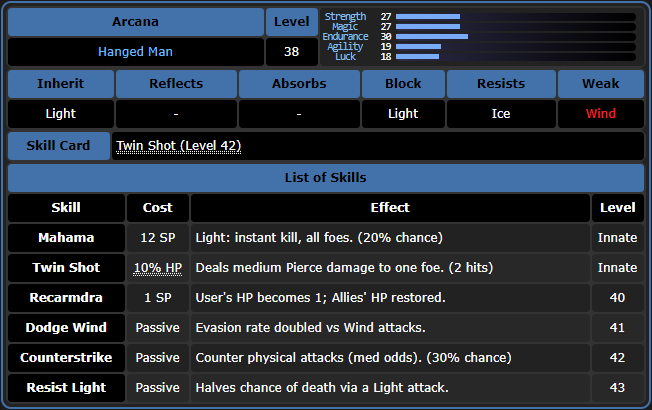 Arcana Level
Hanged Man 38
Strength 27
Magic 27
Endurance 30
Agility 19
Luck 18
Inherit Reflects Absorbs Block Resists Weak
Light - - Light Ice Wind
Skill Card Twin Shot (Level 42)
List of Skills
Skill Cost Effect Level
Mahama 12 SP Light: instant kill, all foes. (20% chance) Innate
Twin Shot 10% HP Deals medium Pierce damage to one foe. (2 hits) Innate
Recarmdra 1 SP User's HP becomes 1; Allies' HP restored. 40
Dodge Wind Passive Evasion rate doubled vs Wind attacks. 41
Counterstrike Passive Counter physical attacks (med odds). (30% chance) 42
Resist Light Passive Halves chance of death via a Light attack. 43